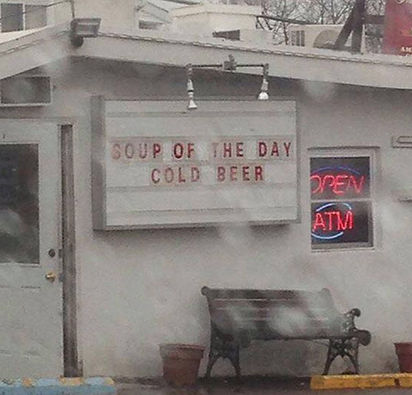 SOUP OF THE DAY
COLD BEER
OPEN
ATM